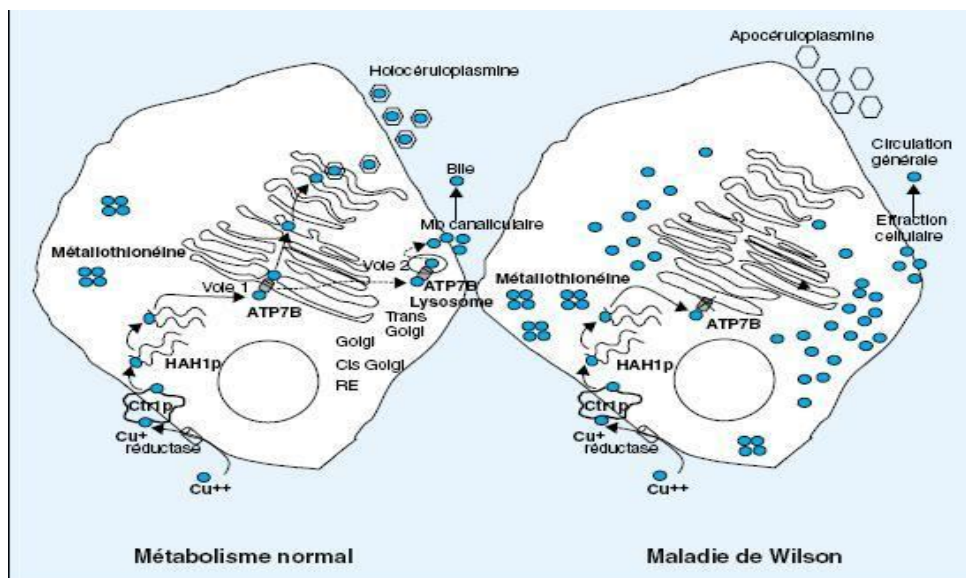 Holocéruloplasmine
Bile
Mb canaliculaire
Métallothionéine
Voie 1
Voie 2
ATP7B
ATP7B
Lysosome
Trans
Golgi
Golgi
Cis Golgi
RE
HAH1p
Ctr1p
Cu+
réductase
Cu++
Métabolisme normal
Apocéruloplasmine
Circulation
générale
Effraction
cellulaire
Métallothionéine
ATP7B
HAH1p
Ctr1p
Cu+
réductase
Cu++
Maladie de Wilson